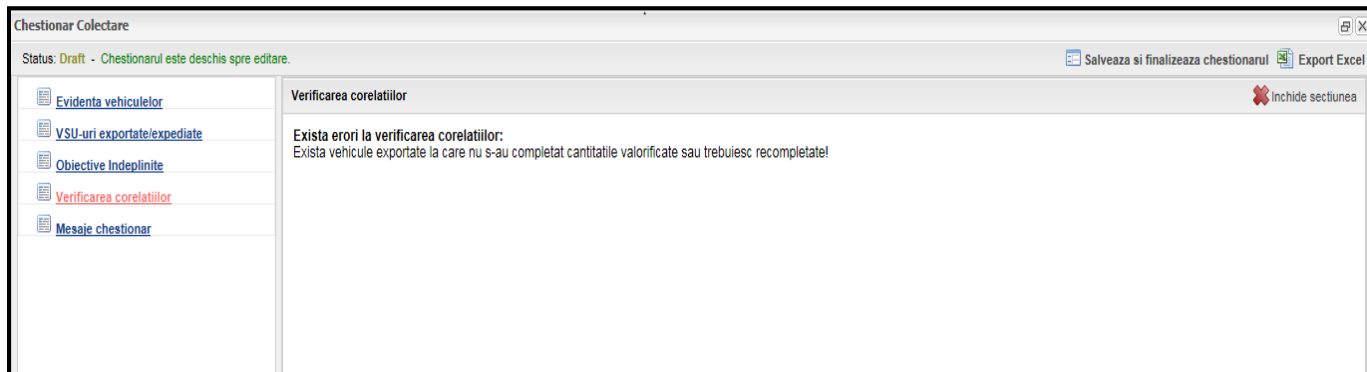 Chestionar Colectare
Status: Draft - Chestionarul este deschis spre editare.
Salveaza si finalizeaza chestionarul Export Excel
Evidenta vehiculelor
VSU-uri exportate/expediate
Obiective Indeplinite
Verificarea corelatiilor
Mesaje chestionar
Verificarea corelatiilor
Inchide sectiunea
Exista erori la verificarea corelatiilor:
Exista vehicule exportate la care nu s-au completat cantitatile valorificate sau trebuiesc recompletate!